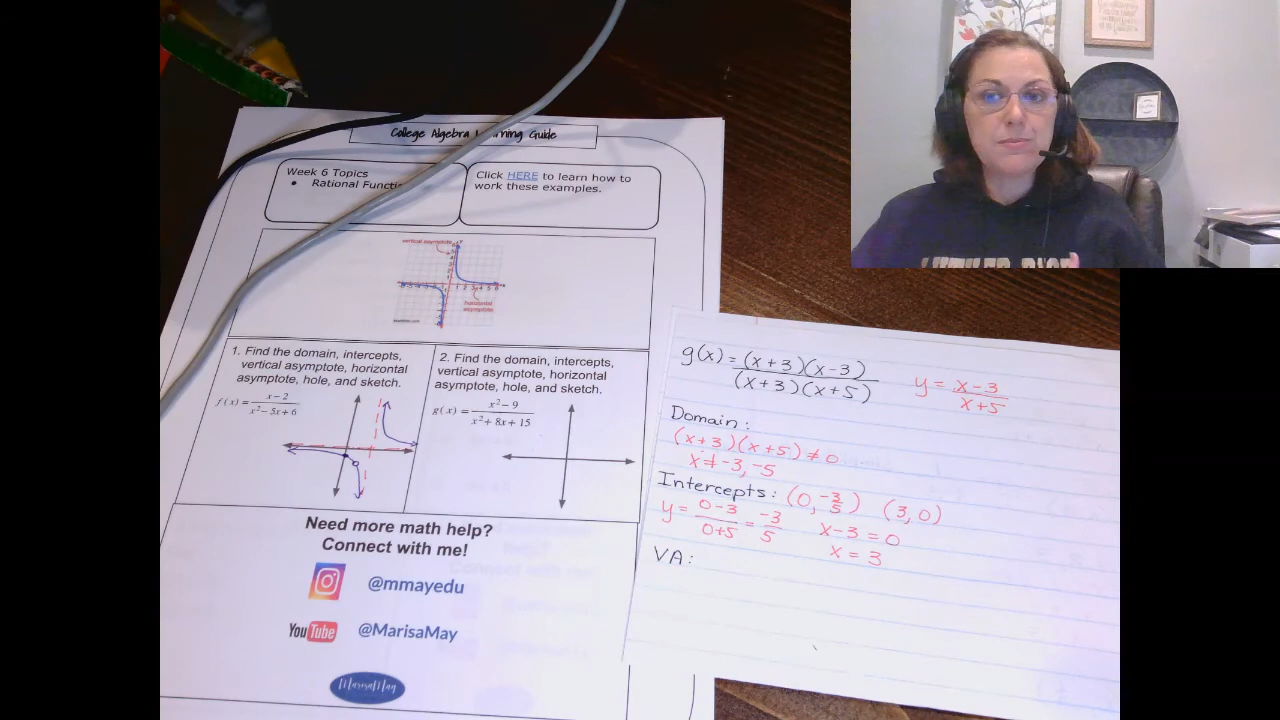 College Algebra Learning Guide
Week 6 Topics
• Rational
Click HERE to learn how to
work these examples.
vertical asymptote
horizontal
asymptote
1. Find the domain, intercepts,
vertical asymptote, horizontal
asymptote, hole, and sketch.
f(x) = (x−2)/(x²−5x+6)
2. Find the domain, intercepts,
vertical asymptote, horizontal
asymptote, hole, and sketch.
g(x) = (x²−9)/(x²+8x+15)
Need more math help?
Connect with me!
@mmayedu
YouTube @MarisaMay
MarisaMay
g(x) = (x+3)(x-3)/(x+3)(x+5) y = x-3/x+5
Domain:
(x+3)(x+5) ≠ 0
x ≠ -3, -5
Intercepts: (0, -3/5) (3, 0)
y = 0-3/0+5 = -3/5 x-3 = 0
x = 3
VA: